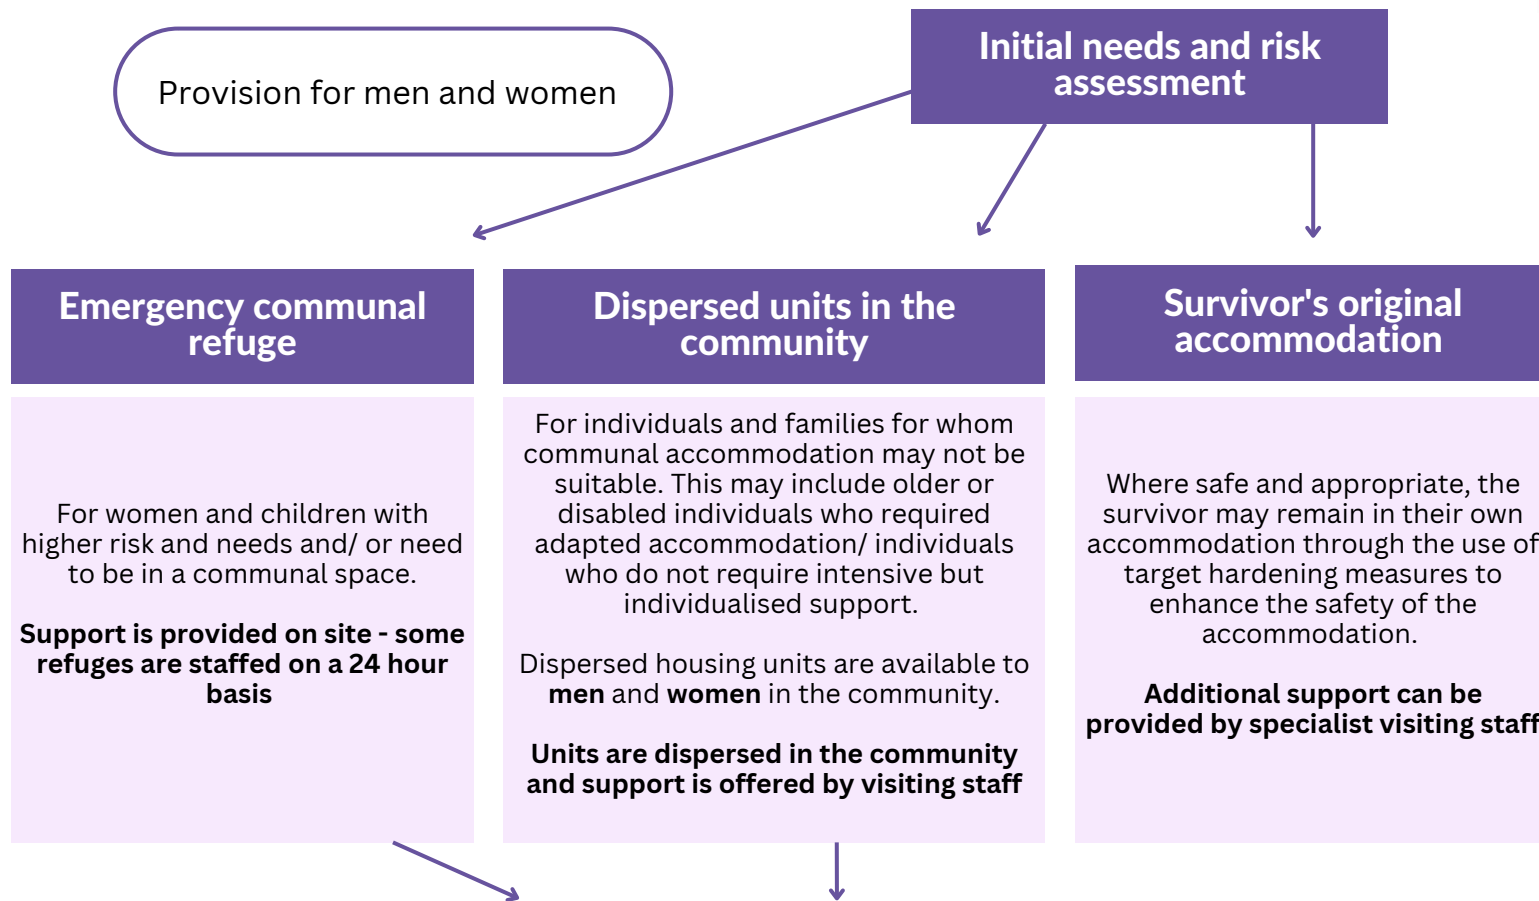 Provision for men and women
Initial needs and risk
assessment
Emergency communal
refuge
For women and children with
higher risk and needs and/ or need
to be in a communal space.
Support is provided on site - some
refuges are staffed on a 24 hour
basis
Dispersed units in the
community
For individuals and families for whom
communal accommodation may not be
suitable. This may include older or
disabled individuals who required
adapted accommodation/ individuals
who do not require intensive but
individualised support.
Dispersed housing units are available to
men and women in the community.
Units are dispersed in the community
and support is offered by visiting staff
Survivor's original
accommodation
Where safe and appropriate, the
survivor may remain in their own
accommodation through the use of
target hardening measures to
enhance the safety of the
accommodation.
Additional support can be
provided by specialist visiting staff